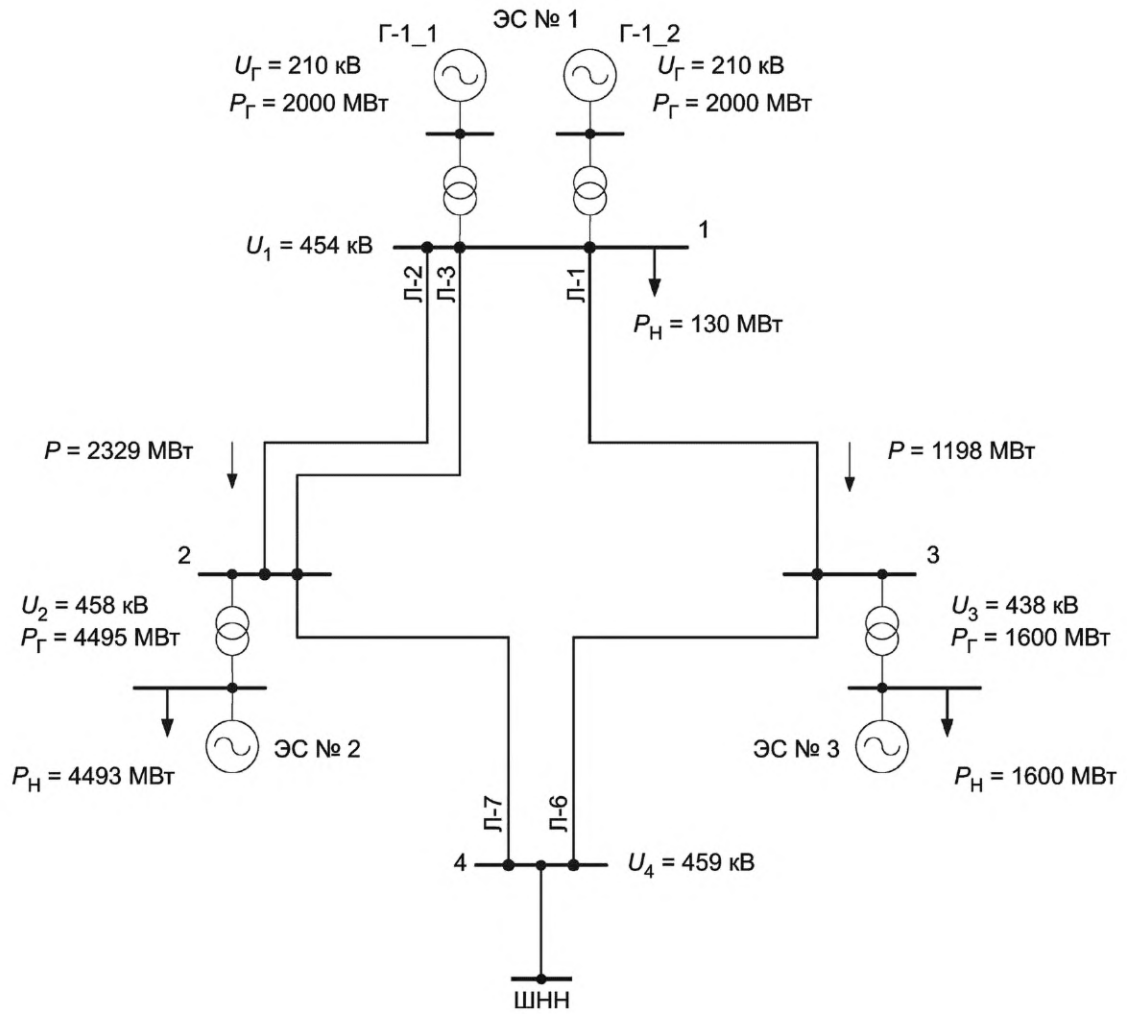 ЭС № 1
Г-1_1
Г-1_2
U_Г = 210 кВ
P_Г = 2000 МВт
U_Г = 210 кВ
P_Г = 2000 МВт
1
U_1 = 454 кВ
Л-2
Л-3
Л-1
P_Н = 130 МВт
P = 2329 МВт
P = 1198 МВт
2
3
U_2 = 458 кВ
P_Г = 4495 МВт
U_3 = 438 кВ
P_Г = 1600 МВт
ЭС № 2
ЭС № 3
P_Н = 4493 МВт
P_Н = 1600 МВт
Л-7
Л-6
4
U_4 = 459 кВ
ШНН